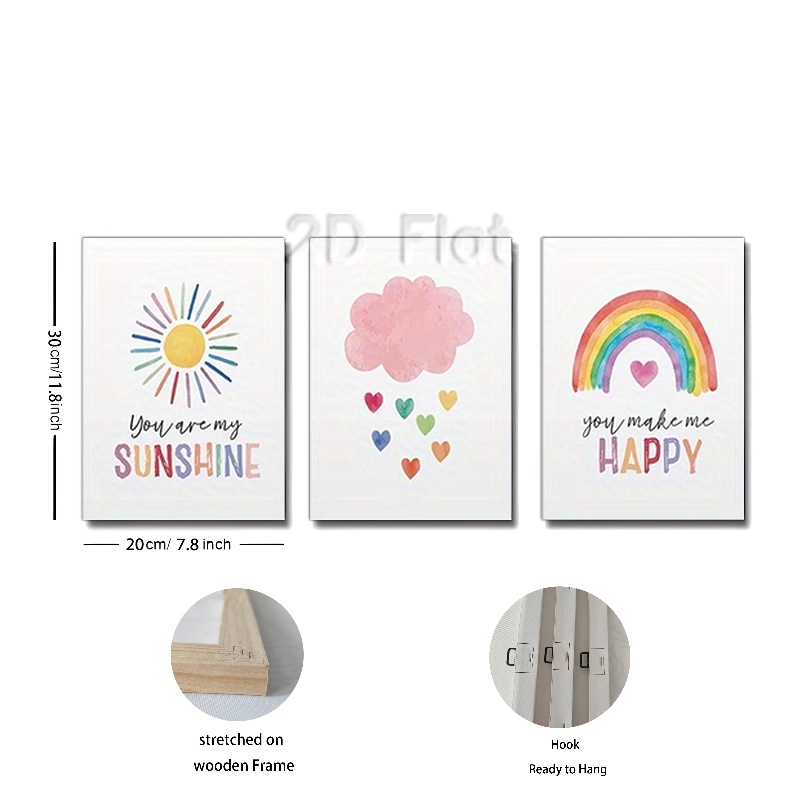 2D Flat
You are my
SUNSHINE
you make me
HAPPY
30cm/11.8inch
20cm/ 7.8 inch
stretched on
wooden Frame
Hook
Ready to Hang